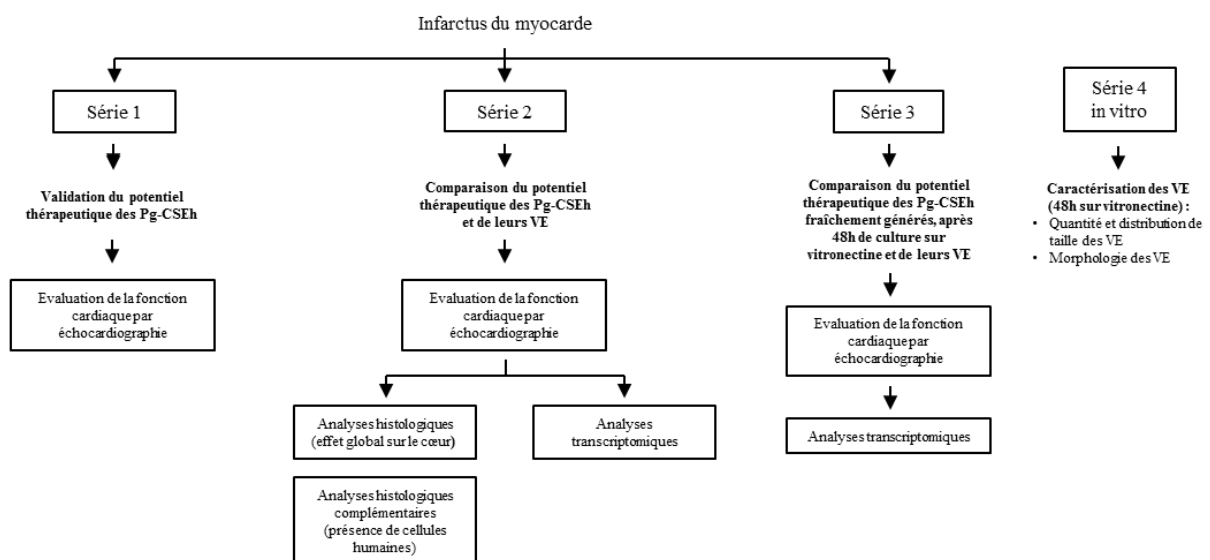 Infarctus du myocarde
Série 1
Validation du potentiel
thérapeutique des Pg-CSEh
Evaluation de la fonction
cardiaque par
échocardiographie
Série 2
Comparaison du potentiel
thérapeutique des Pg-CSEh
et de leurs VE
Evaluation de la fonction
cardiaque par
échocardiographie
Analyses histologiques
(effet global sur le cœur)
Analyses
transcriptomiques
Analyses histologiques
complémentaires
(présence de cellules
humaines)
Série 3
Comparaison du potentiel
thérapeutique des Pg-CSEh
fraîchement générés, après
48h de culture sur
vitronectine et de leurs VE
Evaluation de la fonction
cardiaque par
échocardiographie
Analyses transcriptomiques
Série 4
in vitro
Caractérisation des VE
(48h sur vitronectine) :
• Quantité et distribution de
taille des VE
• Morphologie des VE